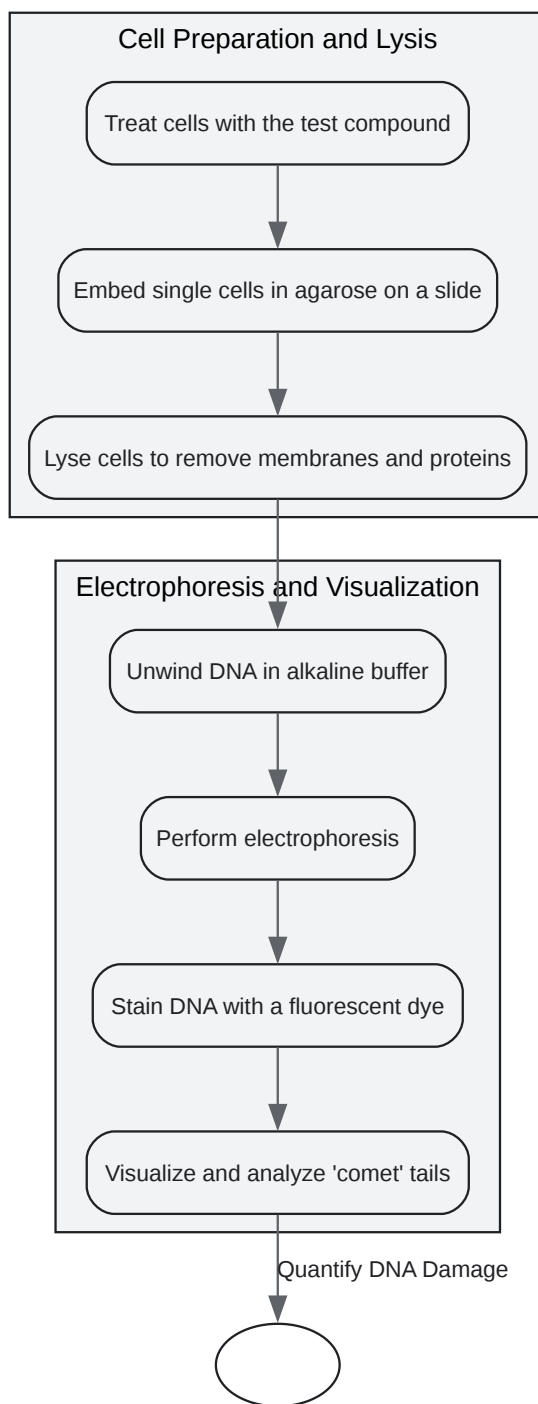 Cell Preparation and Lysis
Treat cells with the test compound
Embed single cells in agarose on a slide
Lyse cells to remove membranes and proteins
Electrophoresis and Visualization
Unwind DNA in alkaline buffer
Perform electrophoresis
Stain DNA with a fluorescent dye
Visualize and analyze 'comet' tails
Quantify DNA Damage